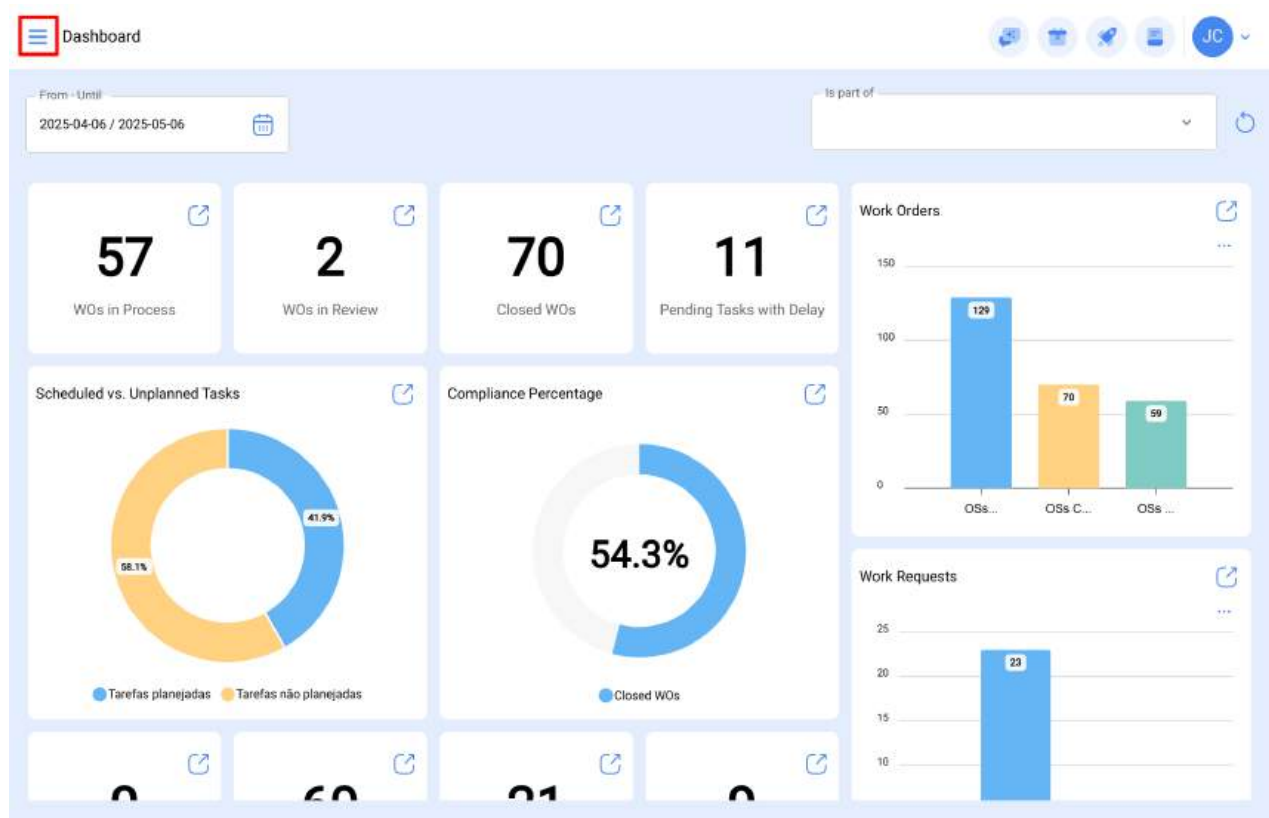 Dashboard
JC
From - Until
2025-04-06 / 2025-05-06
Is part of
57
WOs in Process
2
WOs in Review
70
Closed WOs
11
Pending Tasks with Delay
Work Orders
...
150
100
50
0
129
70
59
OSs...
OSs C...
OSs ...
Scheduled vs. Unplanned Tasks
41.9%
58.1%
Tarefas planejadas Tarefas não planejadas
Compliance Percentage
54.3%
Closed WOs
Work Requests
...
25
20
15
10
23